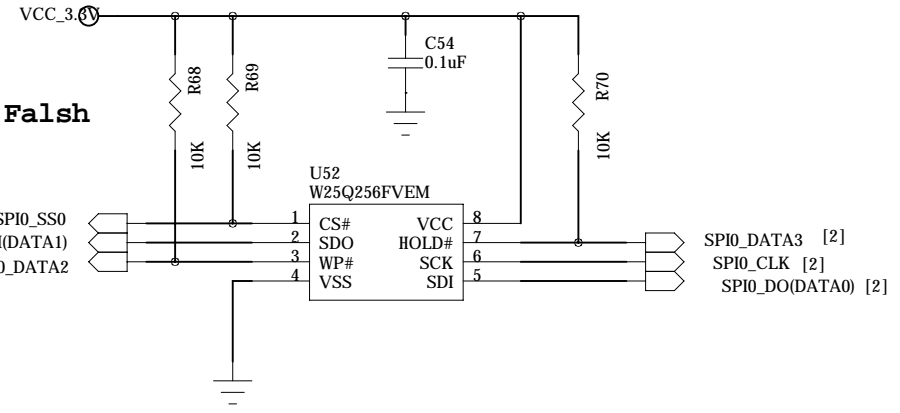 VCC_3.3V
C54
0.1uF
R68
R69
R70
Falsh
10K
10K
10K
U52
W25Q256FVEM
SPI0_SS0
1
CS#
VCC
8
I(DATA1)
2
SDO
HOLD#
7
SPI0_DATA3 [2]
0_DATA2
3
WP#
SCK
6
SPI0_CLK [2]
4
VSS
SDI
5
SPI0_DO(DATA0) [2]